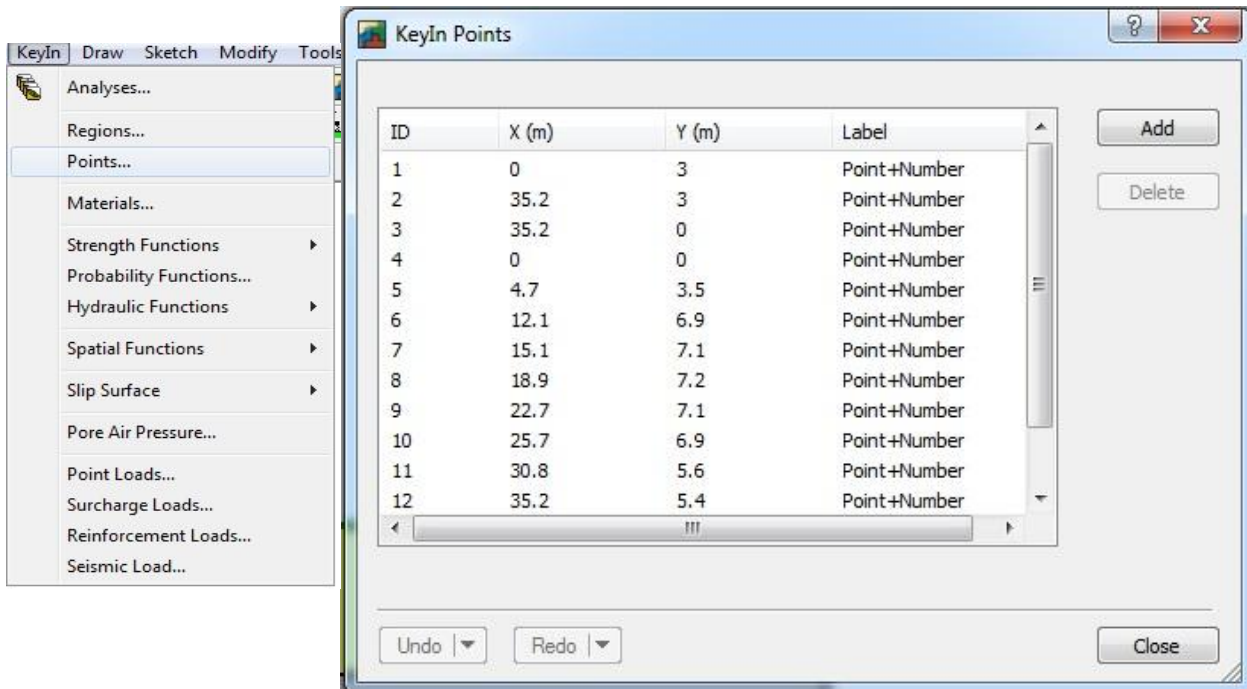 KeyIn Draw Sketch Modify Tools
Analyses...
Regions...
Points...
Materials...
Strength Functions
Probability Functions...
Hydraulic Functions
Spatial Functions
Slip Surface
Pore Air Pressure...
Point Loads...
Surcharge Loads...
Reinforcement Loads...
Seismic Load...
KeyIn Points
ID X (m) Y (m) Label
1 0 3 Point+Number
2 35.2 3 Point+Number
3 35.2 0 Point+Number
4 0 0 Point+Number
5 4.7 3.5 Point+Number
6 12.1 6.9 Point+Number
7 15.1 7.1 Point+Number
8 18.9 7.2 Point+Number
9 22.7 7.1 Point+Number
10 25.7 6.9 Point+Number
11 30.8 5.6 Point+Number
12 35.2 5.4 Point+Number
Add
Delete
Undo Redo Close